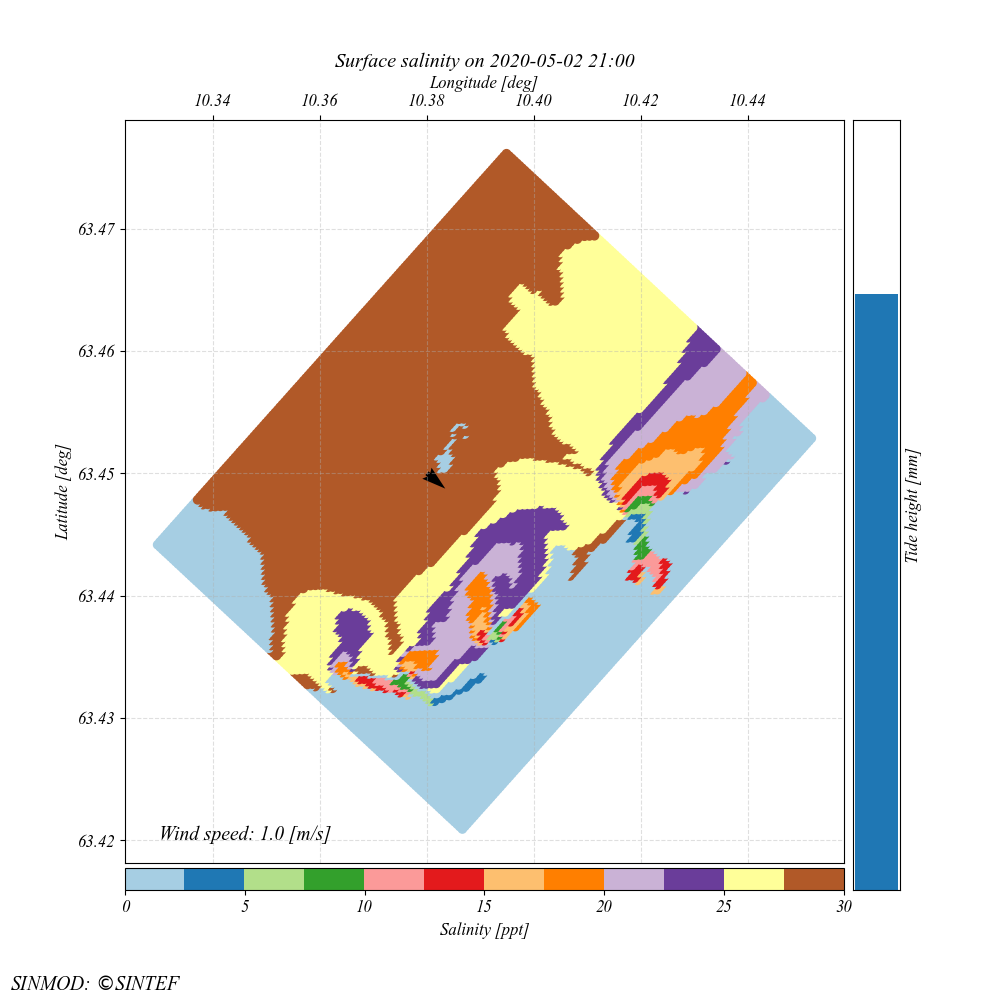 Surface salinity on 2020-05-02 21:00
Longitude [deg]
10.34 10.36 10.38 10.40 10.42 10.44
63.47
63.46
63.45
63.44
63.43
63.42
Latitude [deg]
Tide height [mm]
Wind speed: 1.0 [m/s]
0 5 10 15 20 25 30
Salinity [ppt]
SINMOD: ©SINTEF